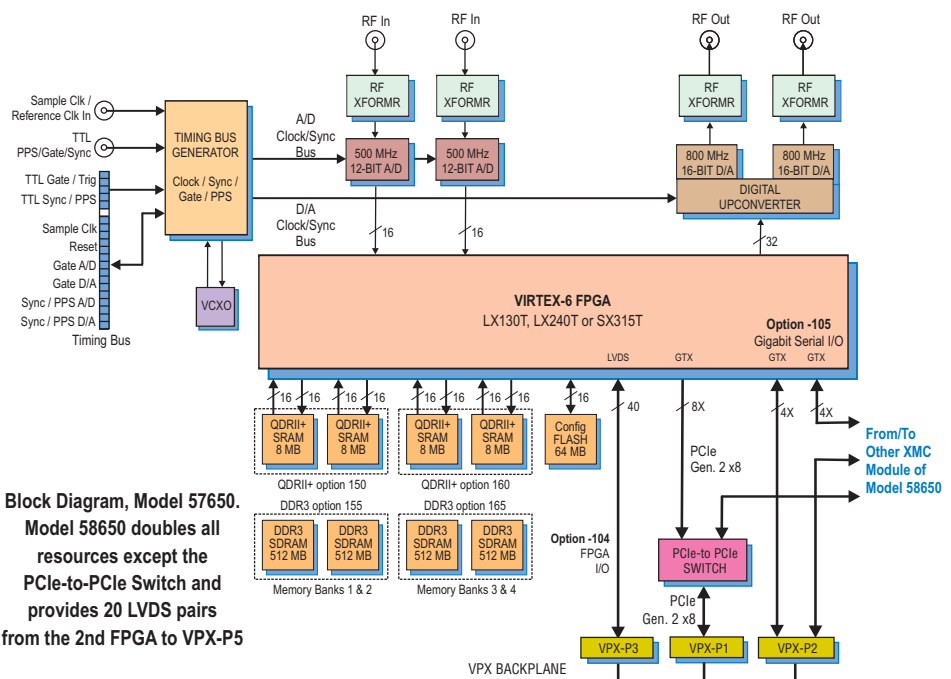 RF In
RF In
RF Out
RF Out
RF
XFORMR
RF
XFORMR
RF
XFORMR
RF
XFORMR
Sample Clk /
Reference Clk In
TTL
PPS/Gate/Sync
TTL Gate / Trig
TTL Sync / PPS
Sample Clk
Reset
Gate A/D
Gate D/A
Sync / PPS A/D
Sync / PPS D/A
Timing Bus
TIMING BUS
GENERATOR
Clock / Sync /
Gate / PPS
VCXO
A/D
Clock/Sync
Bus
D/A
Clock/Sync
Bus
500 MHz
12-BIT A/D
500 MHz
12-BIT A/D
800 MHz
16-BIT D/A
800 MHz
16-BIT D/A
DIGITAL
UPCONVERTER
16
16
32
VIRTEX-6 FPGA
LX130T, LX240T or SX315T
Option -105
Gigabit Serial I/O
LVDS
GTX
GTX
GTX
16
16
16
16
16
16
16
16
16
40
8X
4X
4X
QDRII+
SRAM
8 MB
QDRII+
SRAM
8 MB
QDRII+
SRAM
8 MB
QDRII+
SRAM
8 MB
Config
FLASH
64 MB
QDRII+ option 150
QDRII+ option 160
DDR3 option 155
DDR3 option 165
DDR3
SDRAM
512 MB
DDR3
SDRAM
512 MB
DDR3
SDRAM
512 MB
DDR3
SDRAM
512 MB
Memory Banks 1 & 2
Memory Banks 3 & 4
PCIe
Gen. 2 x8
From/To
Other XMC
Module of
Model 58650
Option -104
FPGA
I/O
PCIe-to PCIe
SWITCH
PCIe
Gen. 2 x8
VPX-P3
VPX-P1
VPX-P2
VPX BACKPLANE
Block Diagram, Model 57650.
Model 58650 doubles all
resources except the
PCIe-to-PCIe Switch and
provides 20 LVDS pairs
from the 2nd FPGA to VPX-P5